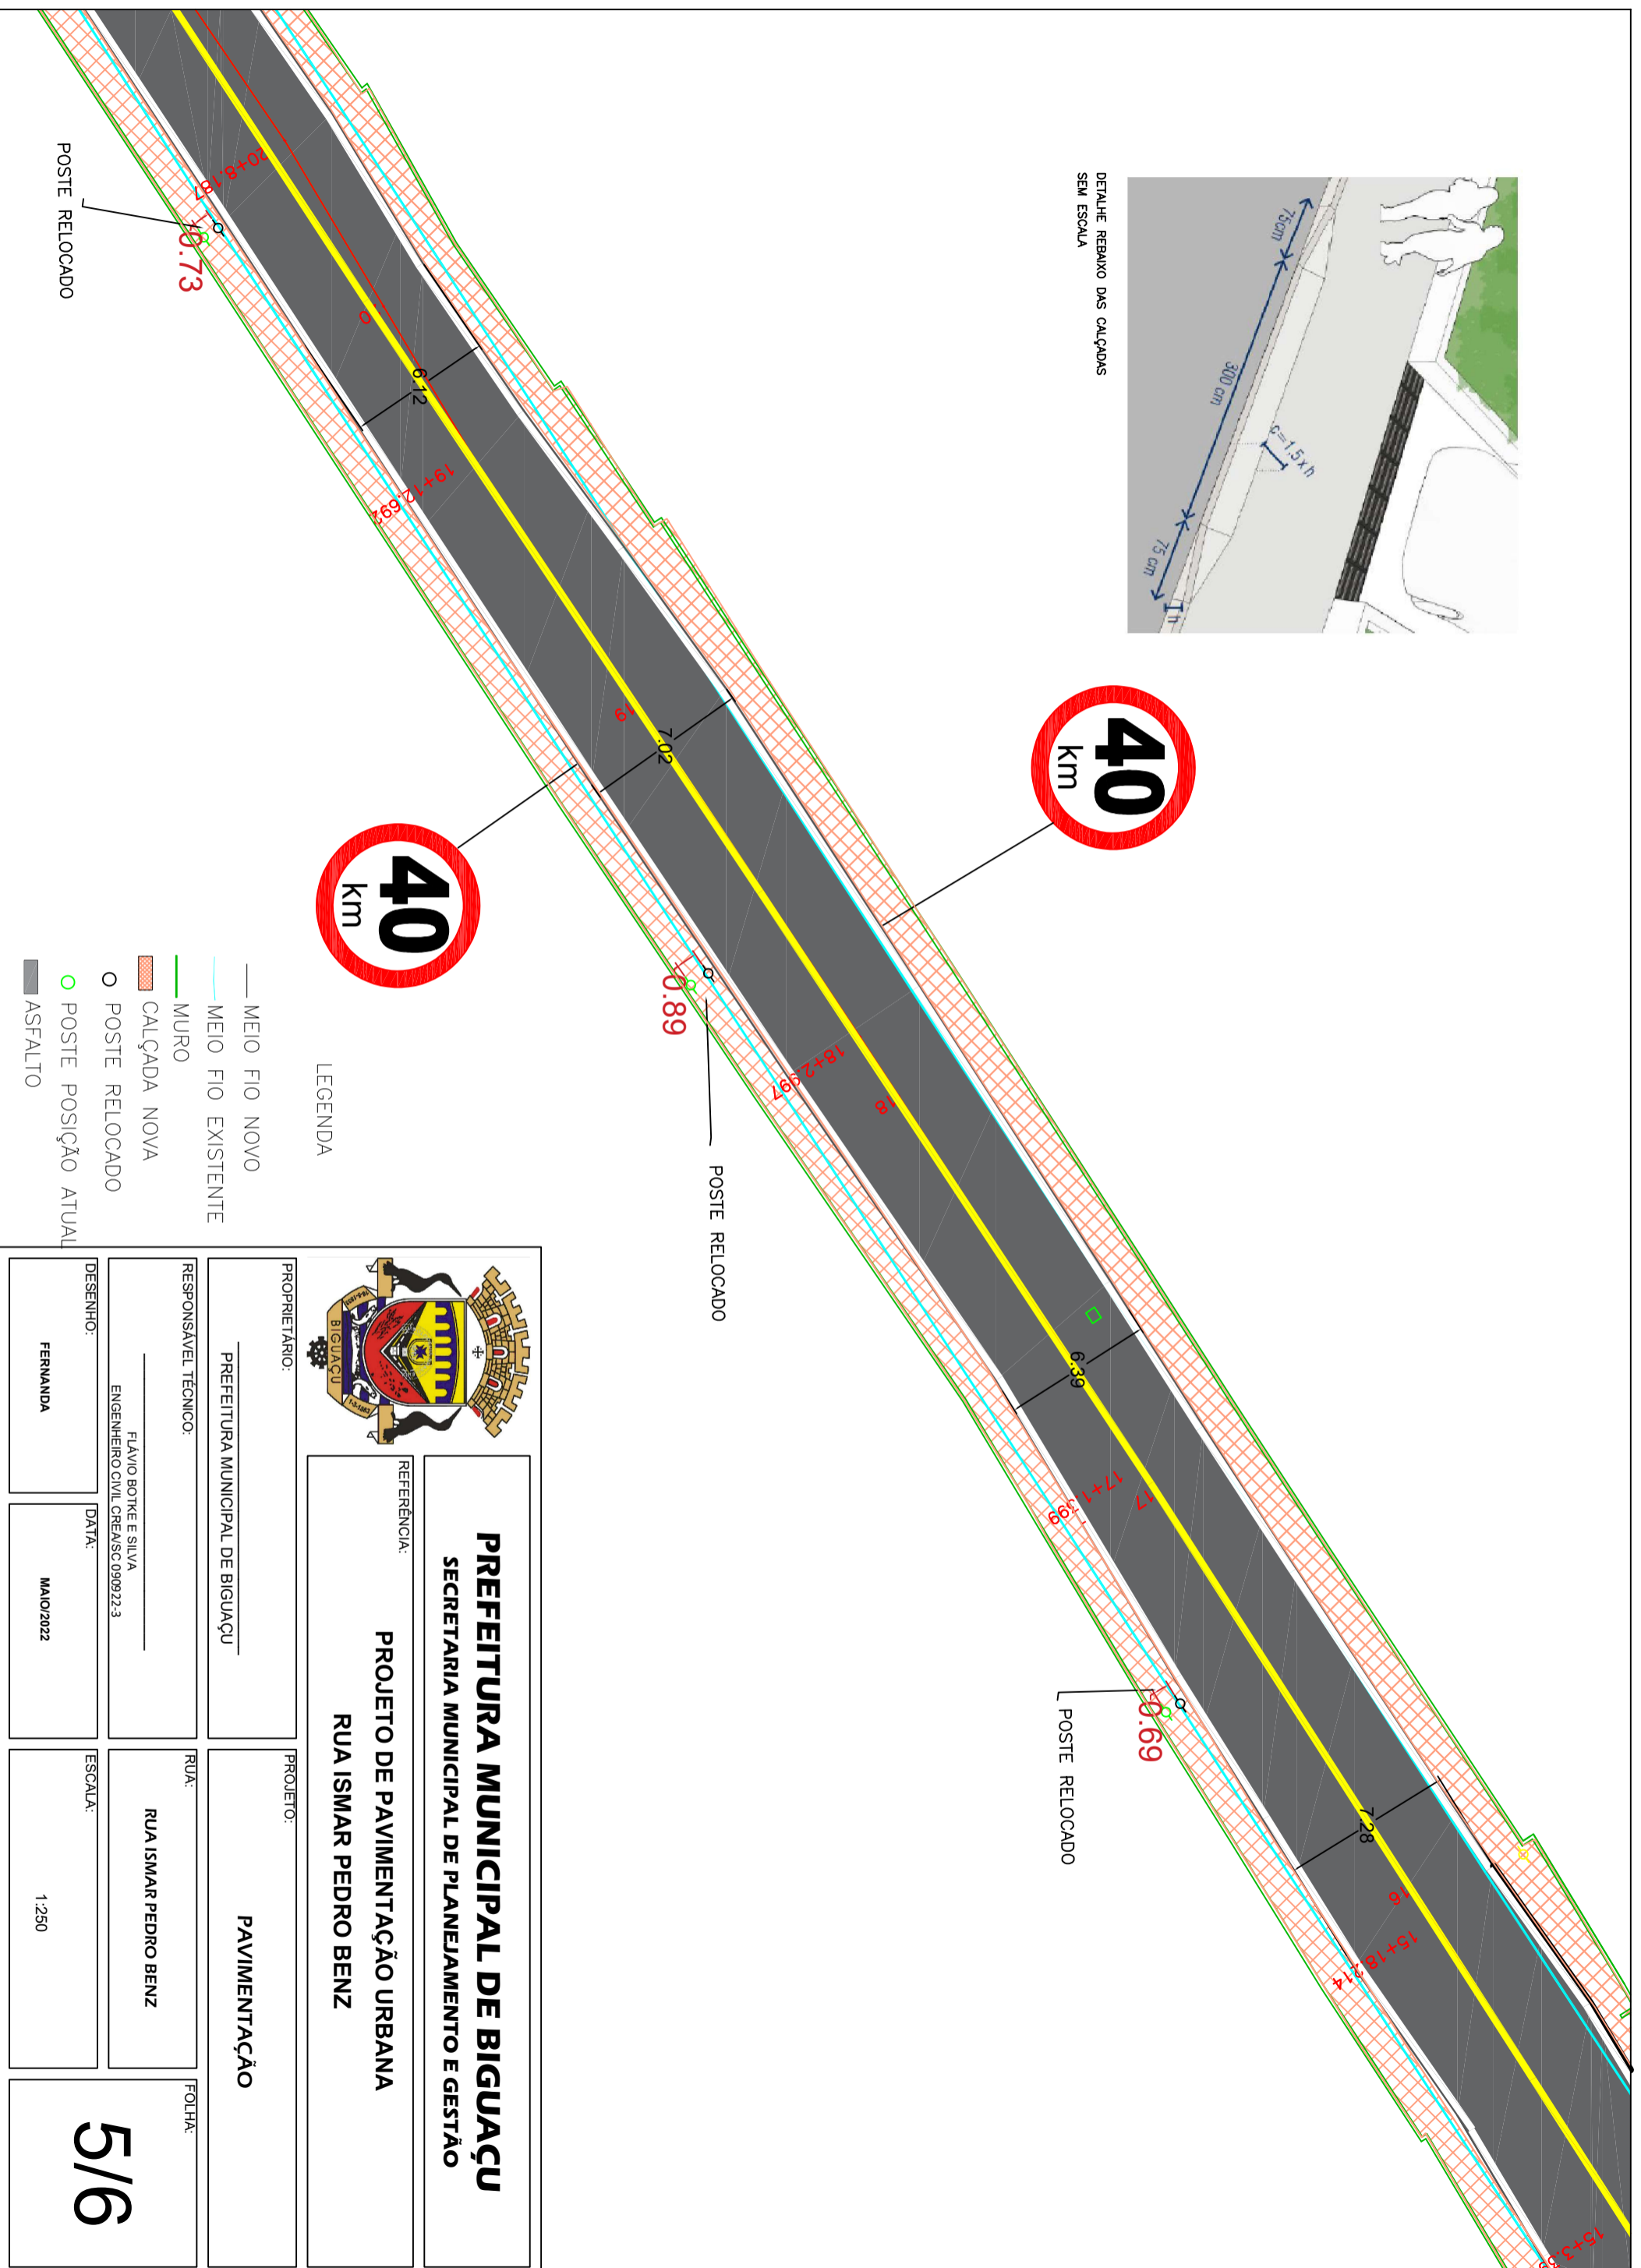 DETALHE REBAIXO DAS CALÇADAS
SEM ESCALA
75cm
300 cm
c=1.5 x h
75 cm
h
40
km
40
km
POSTE RELOCADO
0.73
20+8.187
0
6.12
19+12.692
19
7.02
0.89
POSTE RELOCADO
18+2.997
18
6.39
17+1.399
17
0.69
POSTE RELOCADO
7.28
16
15+18.214
LEGENDA
MEIO FIO NOVO
MEIO FIO EXISTENTE
MURO
CALÇADA NOVA
POSTE RELOCADO
POSTE POSIÇÃO ATUAL
ASFALTO
BIGUAÇU
PREFEITURA MUNICIPAL DE BIGUAÇU
SECRETARIA MUNICIPAL DE PLANEJAMENTO E GESTÃO
REFERÊNCIA:
PROJETO DE PAVIMENTAÇÃO URBANA
RUA ISMAR PEDRO BENZ
PROPRIETÁRIO:
PREFEITURA MUNICIPAL DE BIGUAÇU
PROJETO:
PAVIMENTAÇÃO
RESPONSÁVEL TÉCNICO:
FLÁVIO BOTKE E SILVA
ENGENHEIRO CIVIL CREA/SC 090922-3
RUA:
RUA ISMAR PEDRO BENZ
DESENHO:
FERNANDA
DATA:
MAIO/2022
ESCALA:
1:250
FOLHA:
5/6